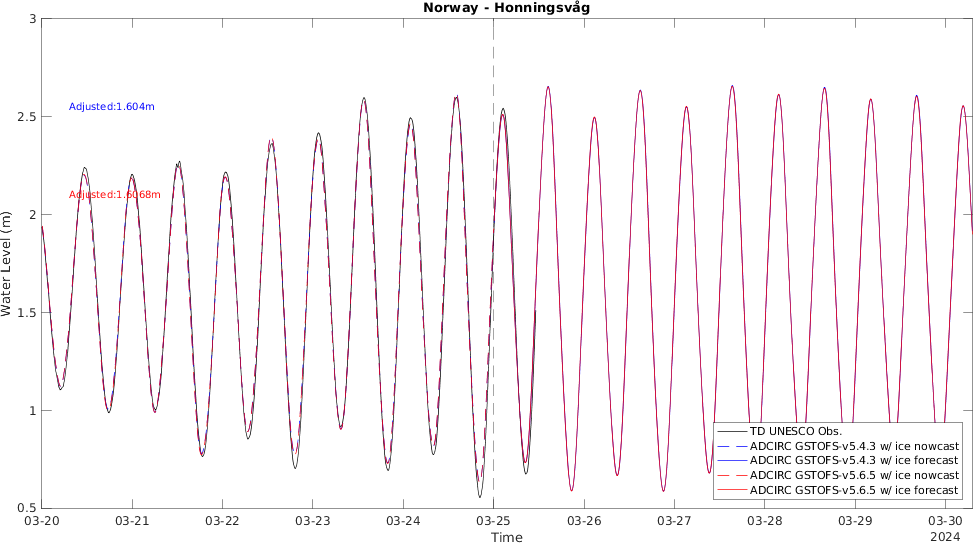 Norway - Honningsvåg
Water Level (m)
3
2.5
2
1.5
1
0.5
Adjusted:1.604m
Adjusted:1.6068m
TD UNESCO Obs.
ADCIRC GSTOFS-v5.4.3 w/ ice nowcast
ADCIRC GSTOFS-v5.4.3 w/ ice forecast
ADCIRC GSTOFS-v5.6.5 w/ ice nowcast
ADCIRC GSTOFS-v5.6.5 w/ ice forecast
03-20 03-21 03-22 03-23 03-24 03-25 03-26 03-27 03-28 03-29 03-30
Time
2024